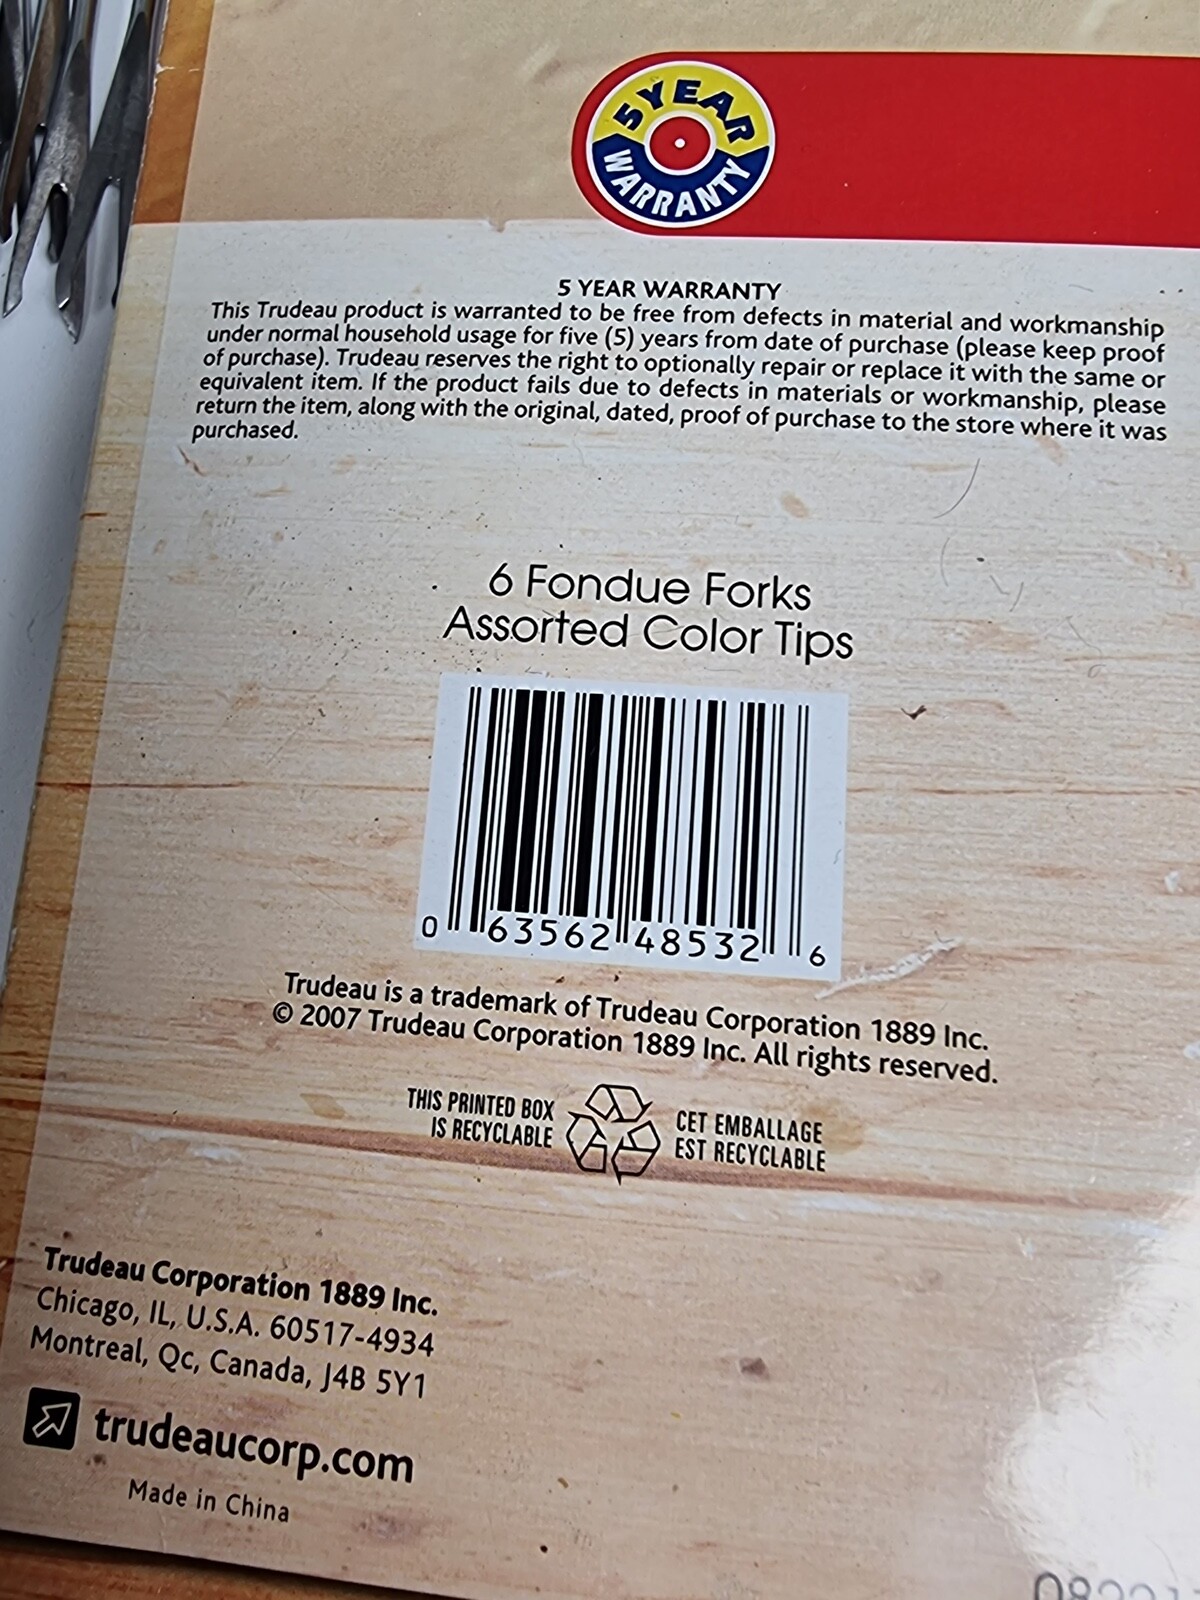 5 YEAR
WARRANTY
5 YEAR WARRANTY
This Trudeau product is warranted to be free from defects in material and workmanship
under normal household usage for five (5) years from date of purchase (please keep proof
of purchase). Trudeau reserves the right to optionally repair or replace it with the same or
equivalent item. If the product fails due to defects in materials or workmanship, please
return the item, along with the original, dated, proof of purchase to the store where it was
purchased.
6 Fondue Forks
Assorted Color Tips
0 63562 48532 6
Trudeau is a trademark of Trudeau Corporation 1889 Inc.
© 2007 Trudeau Corporation 1889 Inc. All rights reserved.
THIS PRINTED BOX
IS RECYCLABLE
CET EMBALLAGE
EST RECYCLABLE
Trudeau Corporation 1889 Inc.
Chicago, IL, U.S.A. 60517-4934
Montreal, Qc, Canada, J4B 5Y1
trudeaucorp.com
Made in China